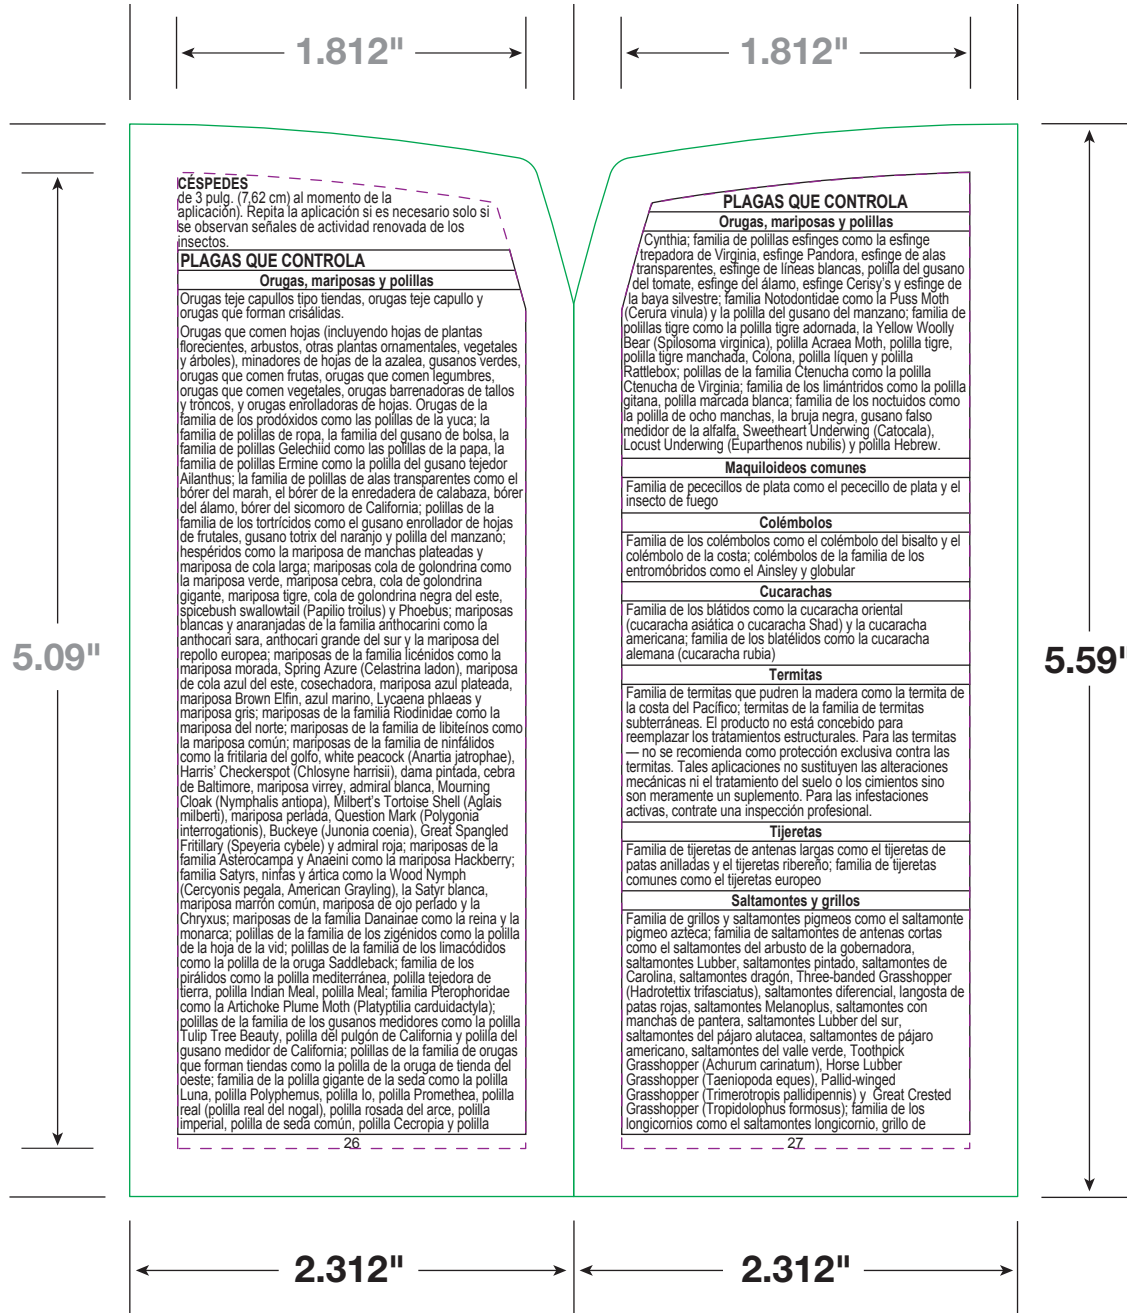 1.812"
1.812"
5.09"
5.59"
CÉSPEDES
de 3 pulg. (7,62 cm) al momento de la
aplicación). Repita la aplicación si es necesario solo si
se observan señales de actividad renovada de los
insectos.
PLAGAS QUE CONTROLA
Orugas, mariposas y polillas
Orugas teje capullos tipo tiendas, orugas teje capullo y
orugas que forman crisálidas.
Orugas que comen hojas (incluyendo hojas de plantas
florecientes, arbustos, otras plantas ornamentales, vegetales
y árboles), minadores de hojas de la azalea, gusanos verdes,
orugas que comen frutas, orugas que comen legumbres,
orugas que comen vegetales, orugas barrenadoras de tallos
y troncos, y orugas enrolladoras de hojas. Orugas de la
familia de los prodóxidos como las polillas de la yuca; la
familia de polillas de ropa, la familia del gusano de bolsa, la
familia de polillas Gelechiid como las polillas de la papa, la
familia de polillas Ermine como la polilla del gusano tejedor
Ailanthus; la familia de polillas de alas transparentes como el
bórer del marah, el bórer de la enredadera de calabaza, bórer
del álamo, bórer del sicomoro de California; polillas de la
familia de los tortrícidos como el gusano enrollador de hojas
de frutales, gusano totrix del naranjo y polilla del manzano;
hespéridos como la mariposa de manchas plateadas y
mariposa de cola larga; mariposas cola de golondrina como
la mariposa verde, mariposa cebra, cola de golondrina
gigante, mariposa tigre, cola de golondrina negra del este,
spicebush swallowtail (Papilio troilus) y Phoebus; mariposas
blancas y anaranjadas de la familia anthocarini como la
anthocari sara, anthocari grande del sur y la mariposa del
repollo europea; mariposas de la familia licénidos como la
mariposa morada, Spring Azure (Celastrina ladon), mariposa
de cola azul del este, cosechadora, mariposa azul plateada,
mariposa Brown Elfin, azul marino, Lycaena phlaeas y
mariposa gris; mariposas de la familia Riodinidae como la
mariposa del norte; mariposas de la familia de libiteínos como
la mariposa común; mariposas de la familia de ninfálidos
como la fritilaria del golfo, white peacock (Anartia jatrophae),
Harris’ Checkerspot (Chlosyne harrisii), dama pintada, cebra
de Baltimore, mariposa virrey, admiral blanca, Mourning
Cloak (Nymphalis antiopa), Milbert’s Tortoise Shell (Aglais
milberti), mariposa perlada, Question Mark (Polygonia
interrogationis), Buckeye (Junonia coenia), Great Spangled
Fritillary (Speyeria cybele) y admiral roja; mariposas de la
familia Asterocampa y Anaeini como la mariposa Hackberry;
familia Satyrs, ninfas y ártica como la Wood Nymph
(Cercyonis pegala, American Grayling), la Satyr blanca,
mariposa marrón común, mariposa de ojo perlado y la
Chryxus; mariposas de la familia Danainae como la reina y la
monarca; polillas de la familia de los zigénidos como la polilla
de la hoja de la vid; polillas de la familia de los limacódidos
como la polilla de la oruga Saddleback; familia de los
pirálidos como la polilla mediterránea, polilla tejedora de
tierra, polilla Indian Meal, polilla Meal; familia Pterophoridae
como la Artichoke Plume Moth (Platyptilia carduidactyla);
polillas de la familia de los gusanos medidores como la polilla
Tulip Tree Beauty, polilla del pulgón de California y polilla del
gusano medidor de California; polillas de la familia de orugas
que forman tiendas como la polilla de la oruga de tienda del
oeste; familia de la polilla gigante de la seda como la polilla
Luna, polilla Polyphemus, polilla Io, polilla Promethea, polilla
real (polilla real del nogal), polilla rosada del arce, polilla
imperial, polilla de seda común, polilla Cecropia y polilla
26
PLAGAS QUE CONTROLA
Orugas, mariposas y polillas
Cynthia; familia de polillas esfinges como la esfinge
trepadora de Virginia, esfinge Pandora, esfinge de alas
transparentes, esfinge de líneas blancas, polilla del gusano
del tomate, esfinge del álamo, esfinge Cerisy’s y esfinge de
la baya silvestre; familia Notodontidae como la Puss Moth
(Cerura vinula) y la polilla del gusano del manzano; familia de
polillas tigre como la polilla tigre adornada, la Yellow Woolly
Bear (Spilosoma virginica), polilla Acraea Moth, polilla tigre,
polilla tigre manchada, Colona, polilla líquen y polilla
Rattlebox; polillas de la familia Ctenucha como la polilla
Ctenucha de Virginia; familia de los limántridos como la polilla
gitana, polilla marcada blanca; familia de los noctuidos como
la polilla de ocho manchas, la bruja negra, gusano falso
medidor de la alfalfa, Sweetheart Underwing (Catocala),
Locust Underwing (Euparthenos nubilis) y polilla Hebrew.
Maquiloideos comunes
Familia de pececillos de plata como el pececillo de plata y el
insecto de fuego
Colémbolos
Familia de los colémbolos como el colémbolo del bisalto y el
colémbolo de la costa; colémbolos de la familia de los
entromóbridos como el Ainsley y globular
Cucarachas
Familia de los blátidos como la cucaracha oriental
(cucaracha asiática o cucaracha Shad) y la cucaracha
americana; familia de los blatélidos como la cucaracha
alemana (cucaracha rubia)
Termitas
Familia de termitas que pudren la madera como la termita de
la costa del Pacífico; termitas de la familia de termitas
subterráneas. El producto no está concebido para
reemplazar los tratamientos estructurales. Para las termitas
— no se recomienda como protección exclusiva contra las
termitas. Tales aplicaciones no sustituyen las alteraciones
mecánicas ni el tratamiento del suelo o los cimientos sino
son meramente un suplemento. Para las infestaciones
activas, contrate una inspección profesional.
Tijeretas
Familia de tijeretas de antenas largas como el tijeretas de
patas anilladas y el tijeretas ribereño; familia de tijeretas
comunes como el tijeretas europeo
Saltamontes y grillos
Familia de grillos y saltamontes pigmeos como el saltamonte
pigmeo azteca; familia de saltamontes de antenas cortas
como el saltamontes del arbusto de la gobernadora,
saltamontes Lubber, saltamontes pintado, saltamontes de
Carolina, saltamontes dragón, Three-banded Grasshopper
(Hadrotettix trifasciatus), saltamontes diferencial, langosta de
patas rojas, saltamontes Melanoplus, saltamontes con
manchas de pantera, saltamontes Lubber del sur,
saltamontes del pájaro alutacea, saltamontes de pájaro
americano, saltamontes del valle verde, Toothpick
Grasshopper (Achurum carinatum), Horse Lubber
Grasshopper (Taeniopoda eques), Pallid-winged
Grasshopper (Trimerotropis pallidipennis) y Great Crested
Grasshopper (Tropidolophus formosus); familia de los
longicornios como el saltamontes longicornio, grillo de
27
2.312"
2.312"